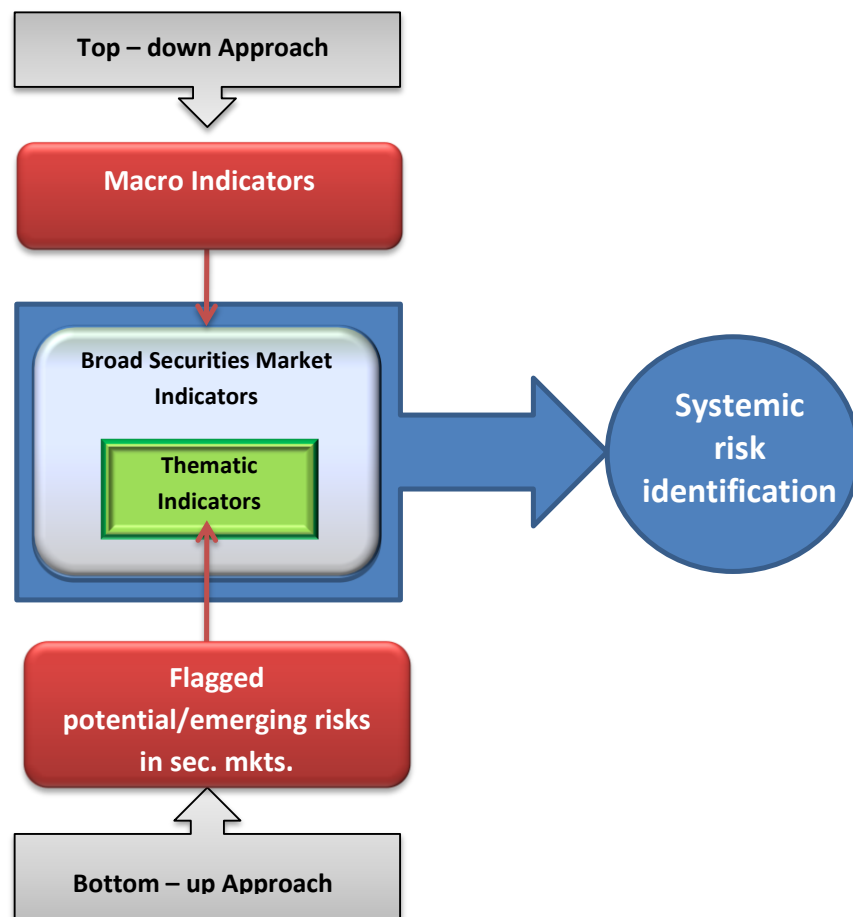 Top – down Approach
Macro Indicators
Broad Securities Market
Indicators
Thematic
Indicators
Systemic
risk
identification
Flagged
potential/emerging risks
in sec. mkts.
Bottom – up Approach